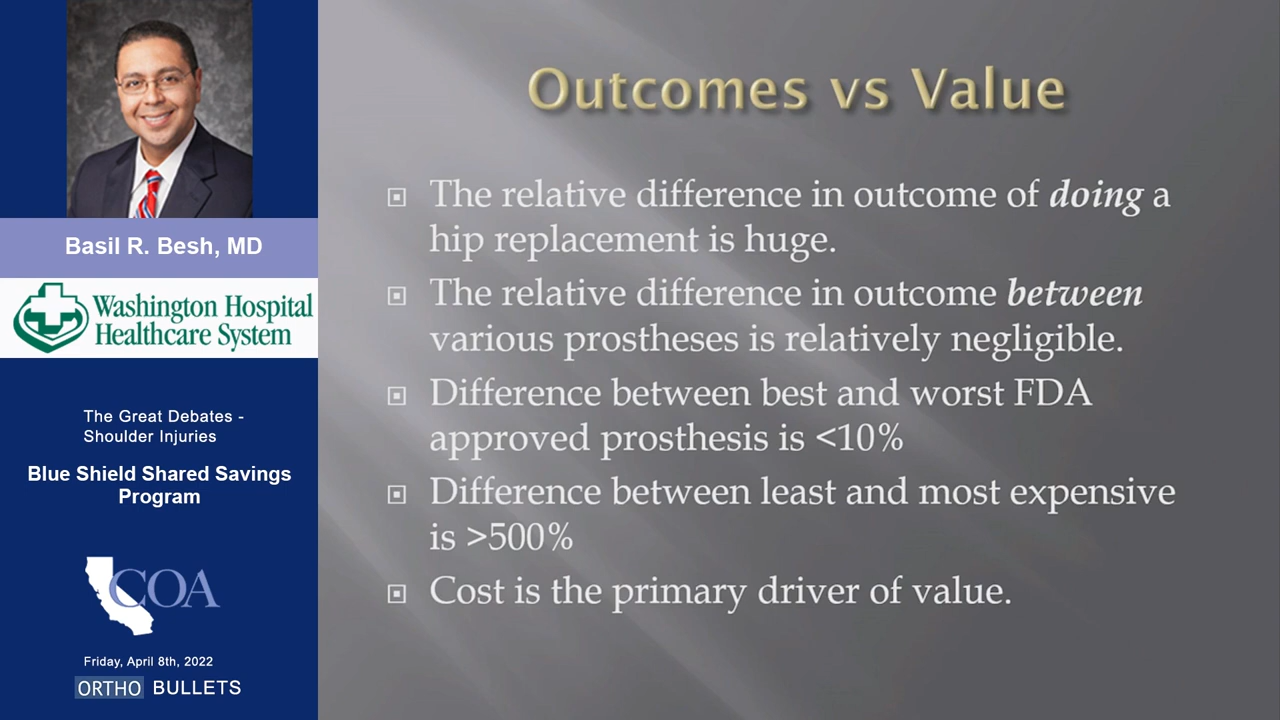 Basil R. Besh, MD
Washington Hospital
Healthcare System
The Great Debates -
Shoulder Injuries
Blue Shield Shared Savings
Program
COA
Friday, April 8th, 2022
ORTHO BULLETS
Outcomes vs Value
The relative difference in outcome of doing a
hip replacement is huge.
The relative difference in outcome between
various prostheses is relatively negligible.
Difference between best and worst FDA
approved prosthesis is <10%
Difference between least and most expensive
is >500%
Cost is the primary driver of value.